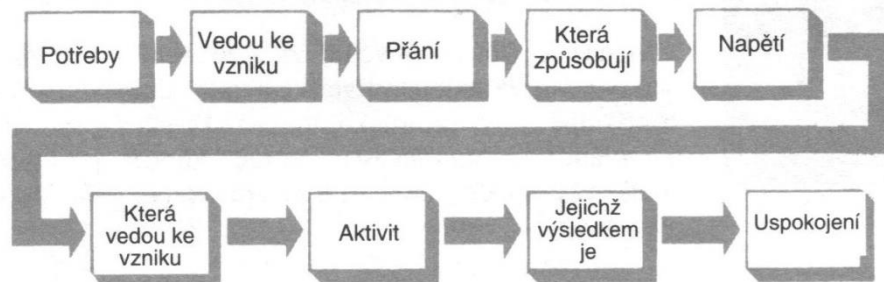 Potřeby
Vedou ke
vzniku
Přání
Která
způsobují
Napětí
Která
vedou ke
vzniku
Aktivit
Jejichž
výsledkem
je
Uspokojení